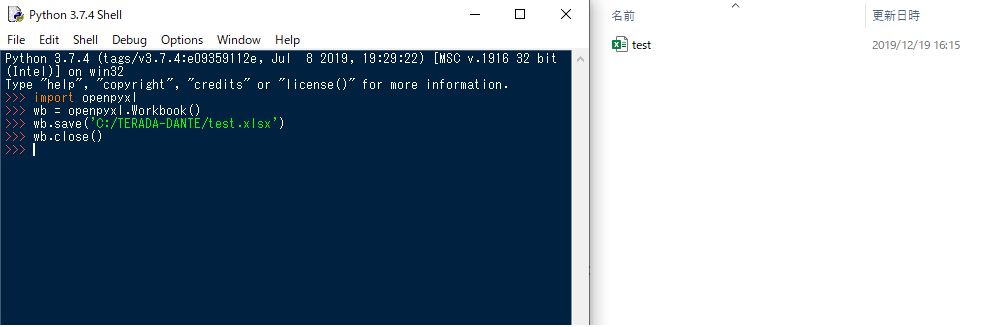 Python 3.7.4 Shell
File Edit Shell Debug Options Window Help
Python 3.7.4 (tags/v3.7.4:e09359112e, Jul  8 2019, 19:29:22) [MSC v.1916 32 bit
(Intel)] on win32
Type "help", "copyright", "credits" or "license()" for more information.
>>> import openpyxl
>>> wb = openpyxl.Workbook()
>>> wb.save('C:/TERADA-DANTE/test.xlsx')
>>> wb.close()
>>>
名前 更新日時
test 2019/12/19 16:15